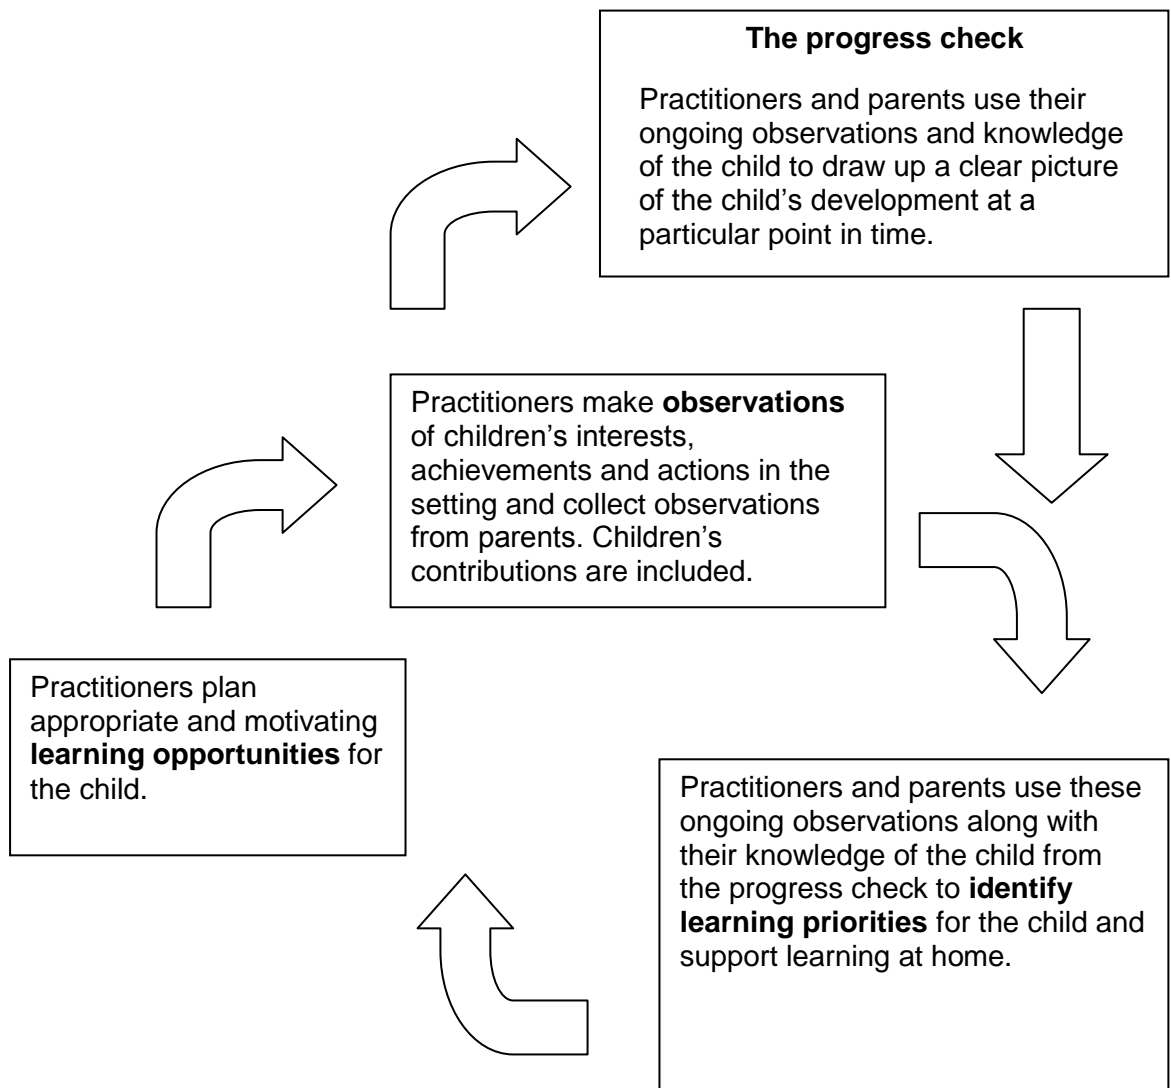 The progress check
Practitioners and parents use their
ongoing observations and knowledge
of the child to draw up a clear picture
of the child’s development at a
particular point in time.
Practitioners make observations
of children’s interests,
achievements and actions in the
setting and collect observations
from parents. Children’s
contributions are included.
Practitioners plan
appropriate and motivating
learning opportunities for
the child.
Practitioners and parents use these
ongoing observations along with
their knowledge of the child from
the progress check to identify
learning priorities for the child and
support learning at home.